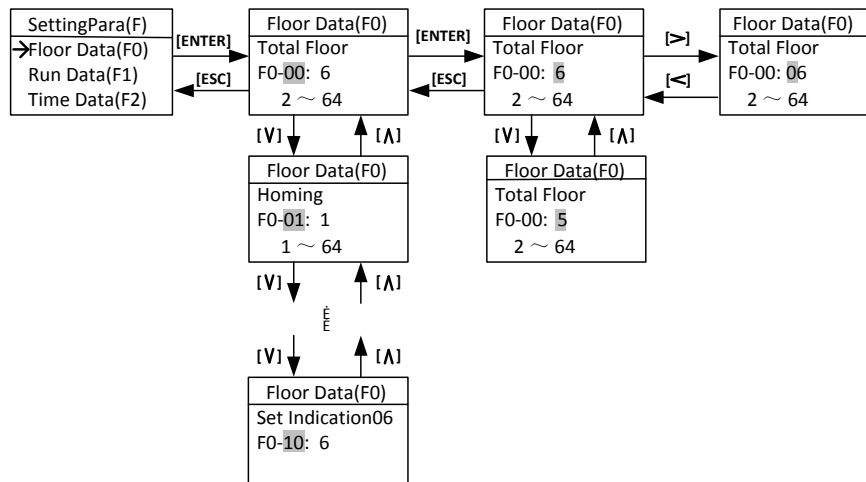 SettingPara(F)
→Floor Data(F0)
Run Data(F1)
Time Data(F2)
[ENTER]
[ESC]
Floor Data(F0)
Total Floor
F0-00: 6
2 ～ 64
[ENTER]
[ESC]
Floor Data(F0)
Total Floor
F0-00: 6
2 ～ 64
[>]
[<]
Floor Data(F0)
Total Floor
F0-00: 06
2 ～ 64
[V]
[Λ]
[V]
[Λ]
Floor Data(F0)
Homing
F0-01: 1
1 ～ 64
Floor Data(F0)
Total Floor
F0-00: 5
2 ～ 64
[V]
[Λ]
Ė
E
[V]
[Λ]
Floor Data(F0)
Set Indication06
F0-10: 6